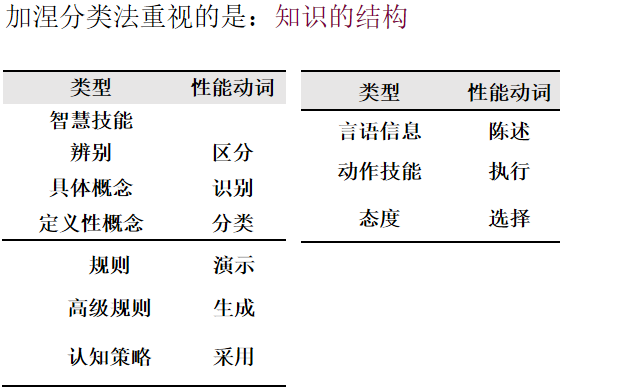 加涅分类法重视的是：知识的结构
类型 性能动词
智慧技能
辨别 区分
具体概念 识别
定义性概念 分类
规则 演示
高级规则 生成
认知策略 采用
类型 性能动词
言语信息 陈述
动作技能 执行
态度 选择